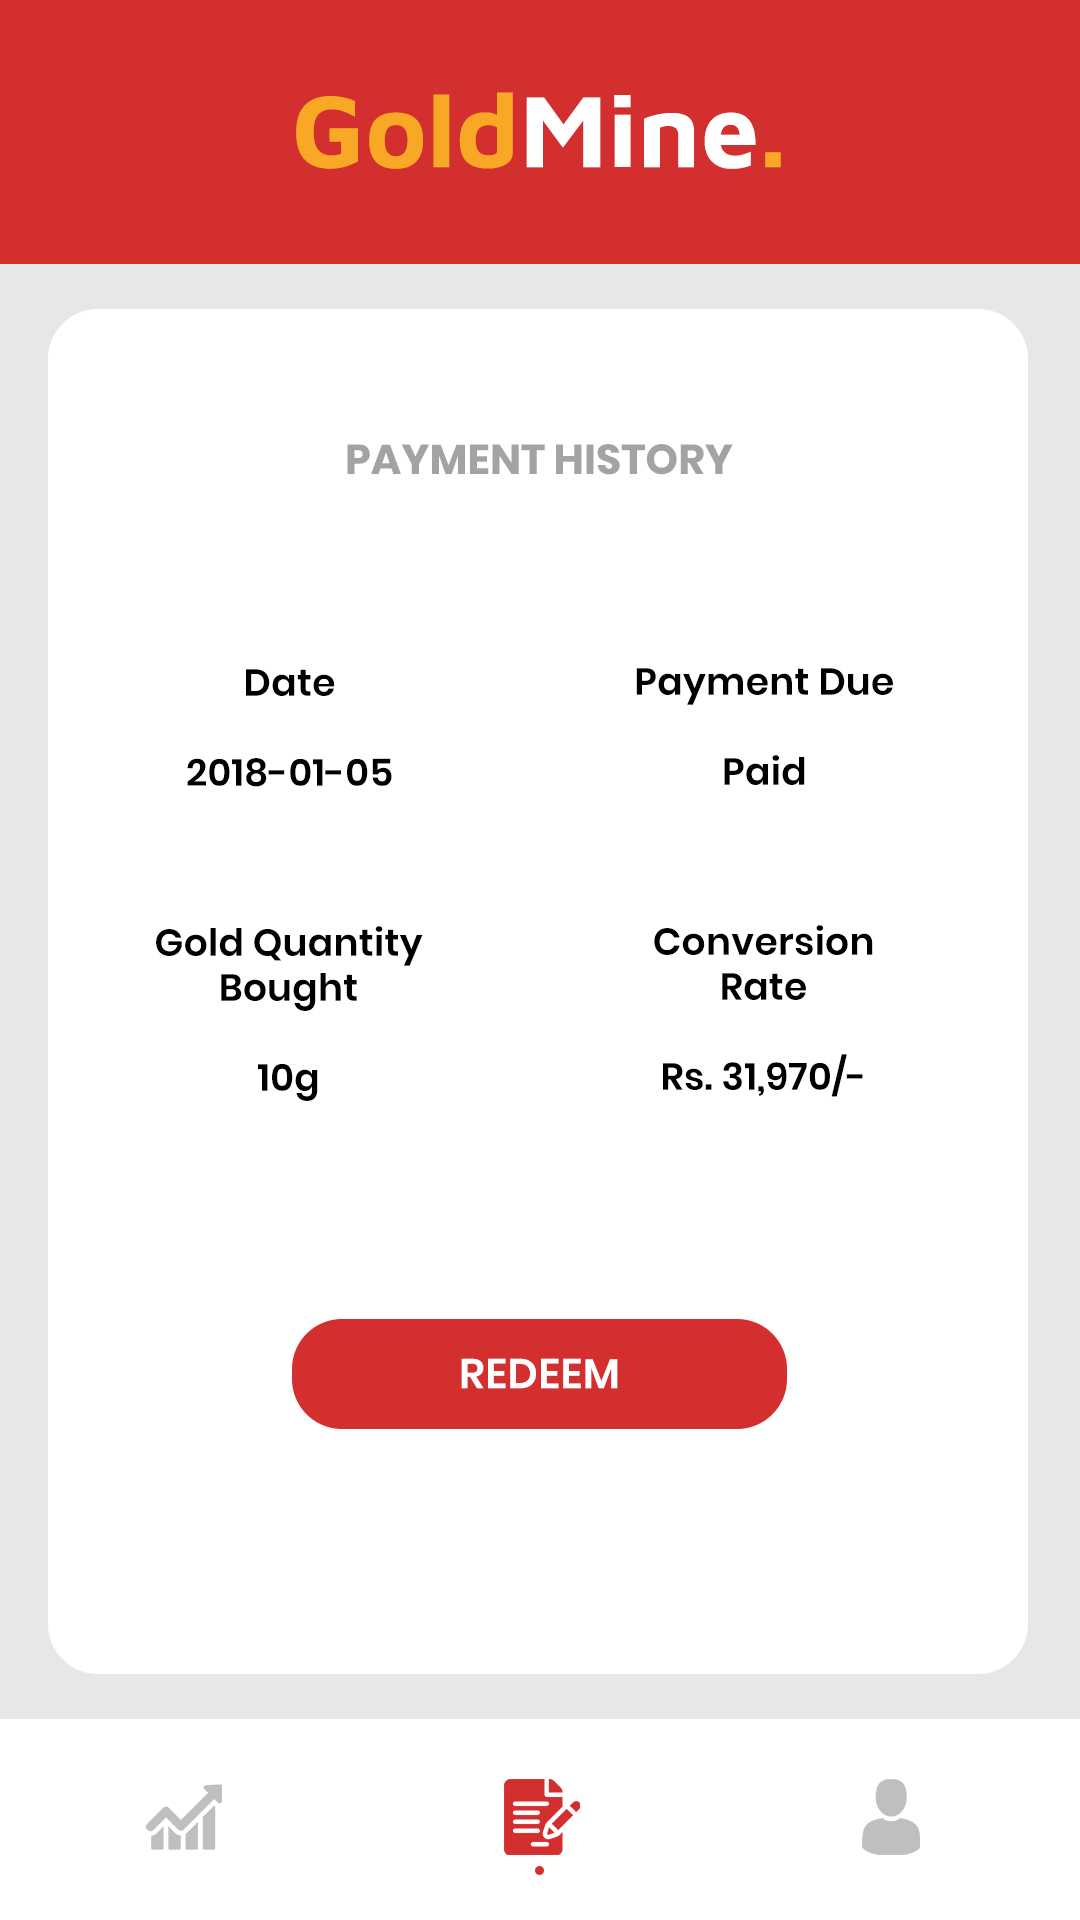 GoldMine.
PAYMENT HISTORY
Date
2018-01-05
Payment Due
Paid
Gold Quantity
Bought
10g
Conversion
Rate
Rs. 31,970/-
REDEEM